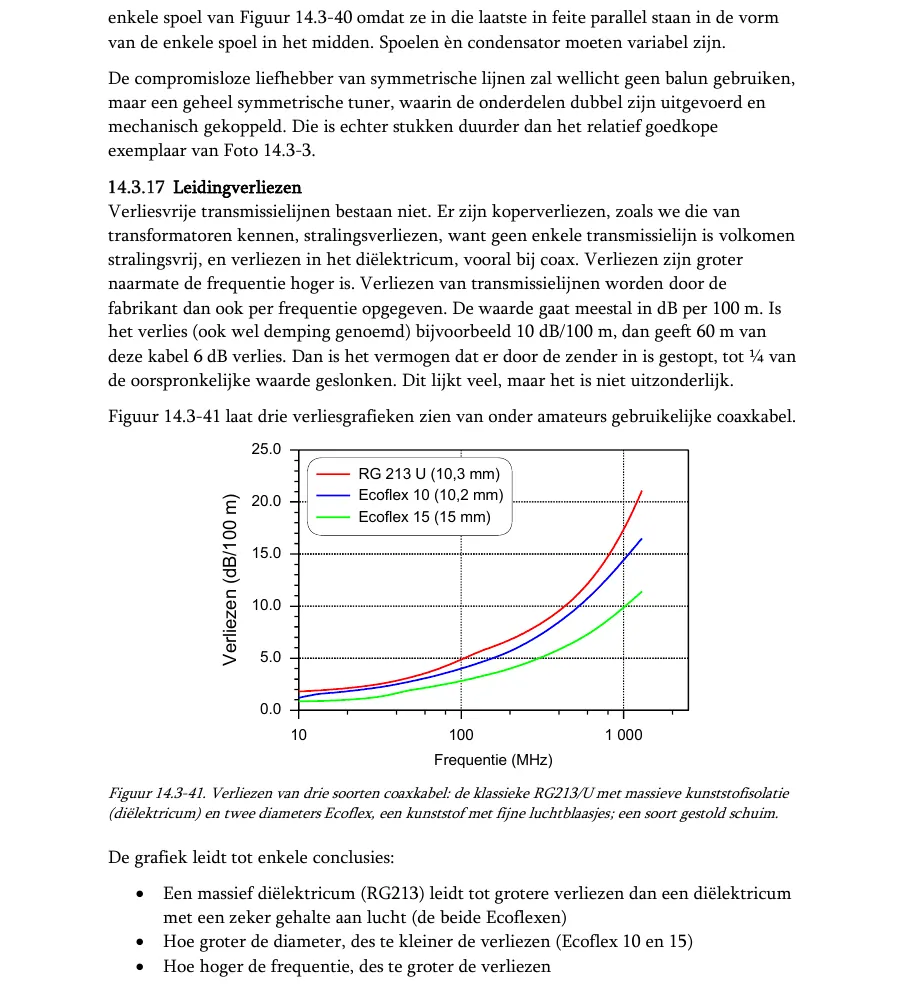 enkele spoel van Figuur 14.3-40 omdat ze in die laatste in feite parallel staan in de vorm
van de enkele spoel in het midden. Spoelen èn condensator moeten variabel zijn.
De compromisloze liefhebber van symmetrische lijnen zal wellicht geen balun gebruiken,
maar een geheel symmetrische tuner, waarin de onderdelen dubbel zijn uitgevoerd en
mechanisch gekoppeld. Die is echter stukken duurder dan het relatief goedkope
exemplaar van Foto 14.3-3.
14.3.17 Leidingverliezen
Verliesvrije transmissielijnen bestaan niet. Er zijn koperverliezen, zoals we die van
transformatoren kennen, stralingsverliezen, want geen enkele transmissielijn is volkomen
stralingsvrij, en verliezen in het diëlektricum, vooral bij coax. Verliezen zijn groter
naarmate de frequentie hoger is. Verliezen van transmissielijnen worden door de
fabrikant dan ook per frequentie opgegeven. De waarde gaat meestal in dB per 100 m. Is
het verlies (ook wel demping genoemd) bijvoorbeeld 10 dB/100 m, dan geeft 60 m van
deze kabel 6 dB verlies. Dan is het vermogen dat er door de zender in is gestopt, tot ¼ van
de oorspronkelijke waarde geslonken. Dit lijkt veel, maar het is niet uitzonderlijk.
Figuur 14.3-41 laat drie verliesgrafieken zien van onder amateurs gebruikelijke coaxkabel.
25.0
20.0
15.0
10.0
5.0
0.0
Verliezen (dB/100 m)
RG 213 U (10,3 mm)
Ecoflex 10 (10,2 mm)
Ecoflex 15 (15 mm)
10 100 1 000
Frequentie (MHz)
Figuur 14.3-41. Verliezen van drie soorten coaxkabel: de klassieke RG213/U met massieve kunststofisolatie
(diëlektricum) en twee diameters Ecoflex, een kunststof met fijne luchtblaasjes; een soort gestold schuim.
De grafiek leidt tot enkele conclusies:
• Een massief diëlektricum (RG213) leidt tot grotere verliezen dan een diëlektricum
met een zeker gehalte aan lucht (de beide Ecoflexen)
• Hoe groter de diameter, des te kleiner de verliezen (Ecoflex 10 en 15)
• Hoe hoger de frequentie, des te groter de verliezen